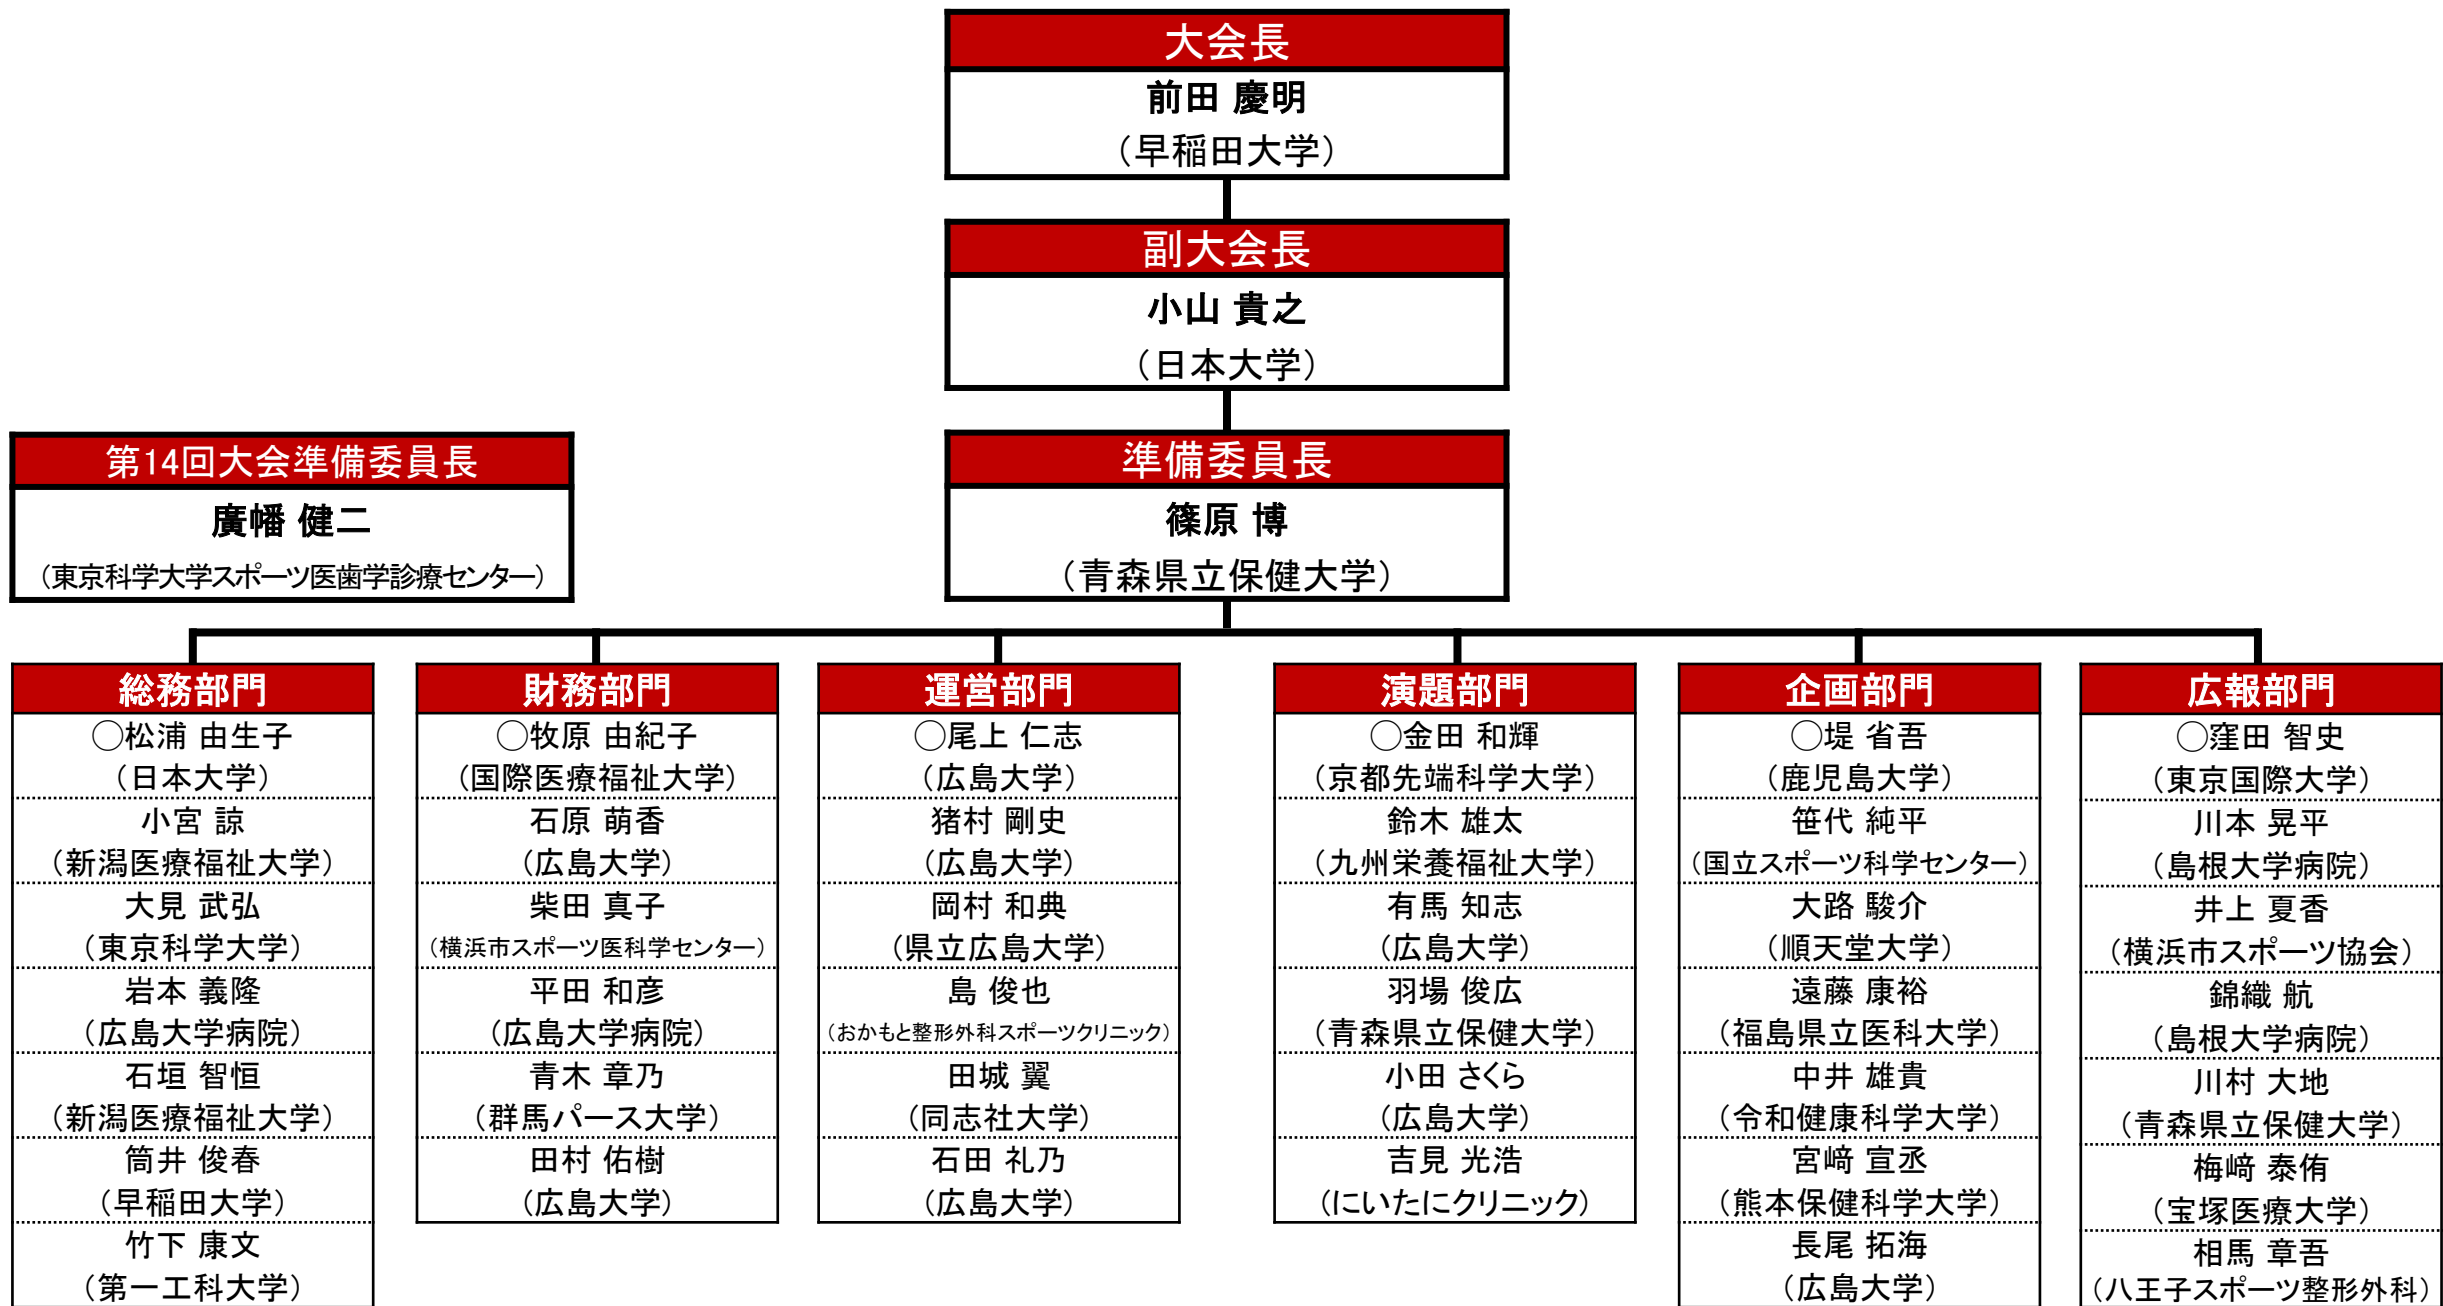 大会長
前田 慶明
（早稲田大学）
副大会長
小山 貴之
（日本大学）
第14回大会準備委員長
廣幡 健二
（東京科学大学スポーツ医歯学診療センター）
準備委員長
篠原 博
（青森県立保健大学）
総務部門
◯松浦 由生子
（日本大学）
小宮 諒
（新潟医療福祉大学）
大見 武弘
（東京科学大学）
岩本 義隆
（広島大学病院）
石垣 智恒
（新潟医療福祉大学）
筒井 俊春
（早稲田大学）
竹下 康文
（第一工科大学）
財務部門
◯牧原 由紀子
（国際医療福祉大学）
石原 萌香
（広島大学）
柴田 真子
（横浜市スポーツ医科学センター）
平田 和彦
（広島大学病院）
青木 章乃
（群馬パース大学）
田村 佑樹
（広島大学）
運営部門
◯尾上 仁志
（広島大学）
猪村 剛史
（広島大学）
岡村 和典
（県立広島大学）
島 俊也
（おかもと整形外科スポーツクリニック）
田城 翼
（同志社大学）
石田 礼乃
（広島大学）
演題部門
◯金田 和輝
（京都先端科学大学）
鈴木 雄太
（九州栄養福祉大学）
有馬 知志
（広島大学）
羽場 俊広
（青森県立保健大学）
小田 さくら
（広島大学）
吉見 光浩
（にいたにクリニック）
企画部門
◯堤 省吾
（鹿児島大学）
笹代 純平
（国立スポーツ科学センター）
大路 駿介
（順天堂大学）
遠藤 康裕
（福島県立医科大学）
中井 雄貴
（令和健康科学大学）
宮﨑 宣丞
（熊本保健科学大学）
長尾 拓海
（広島大学）
広報部門
◯窪田 智史
（東京国際大学）
川本 晃平
（島根大学病院）
井上 夏香
（横浜市スポーツ協会）
錦織 航
（島根大学病院）
川村 大地
（青森県立保健大学）
梅﨑 泰侑
（宝塚医療大学）
相馬 章吾
（八王子スポーツ整形外科）